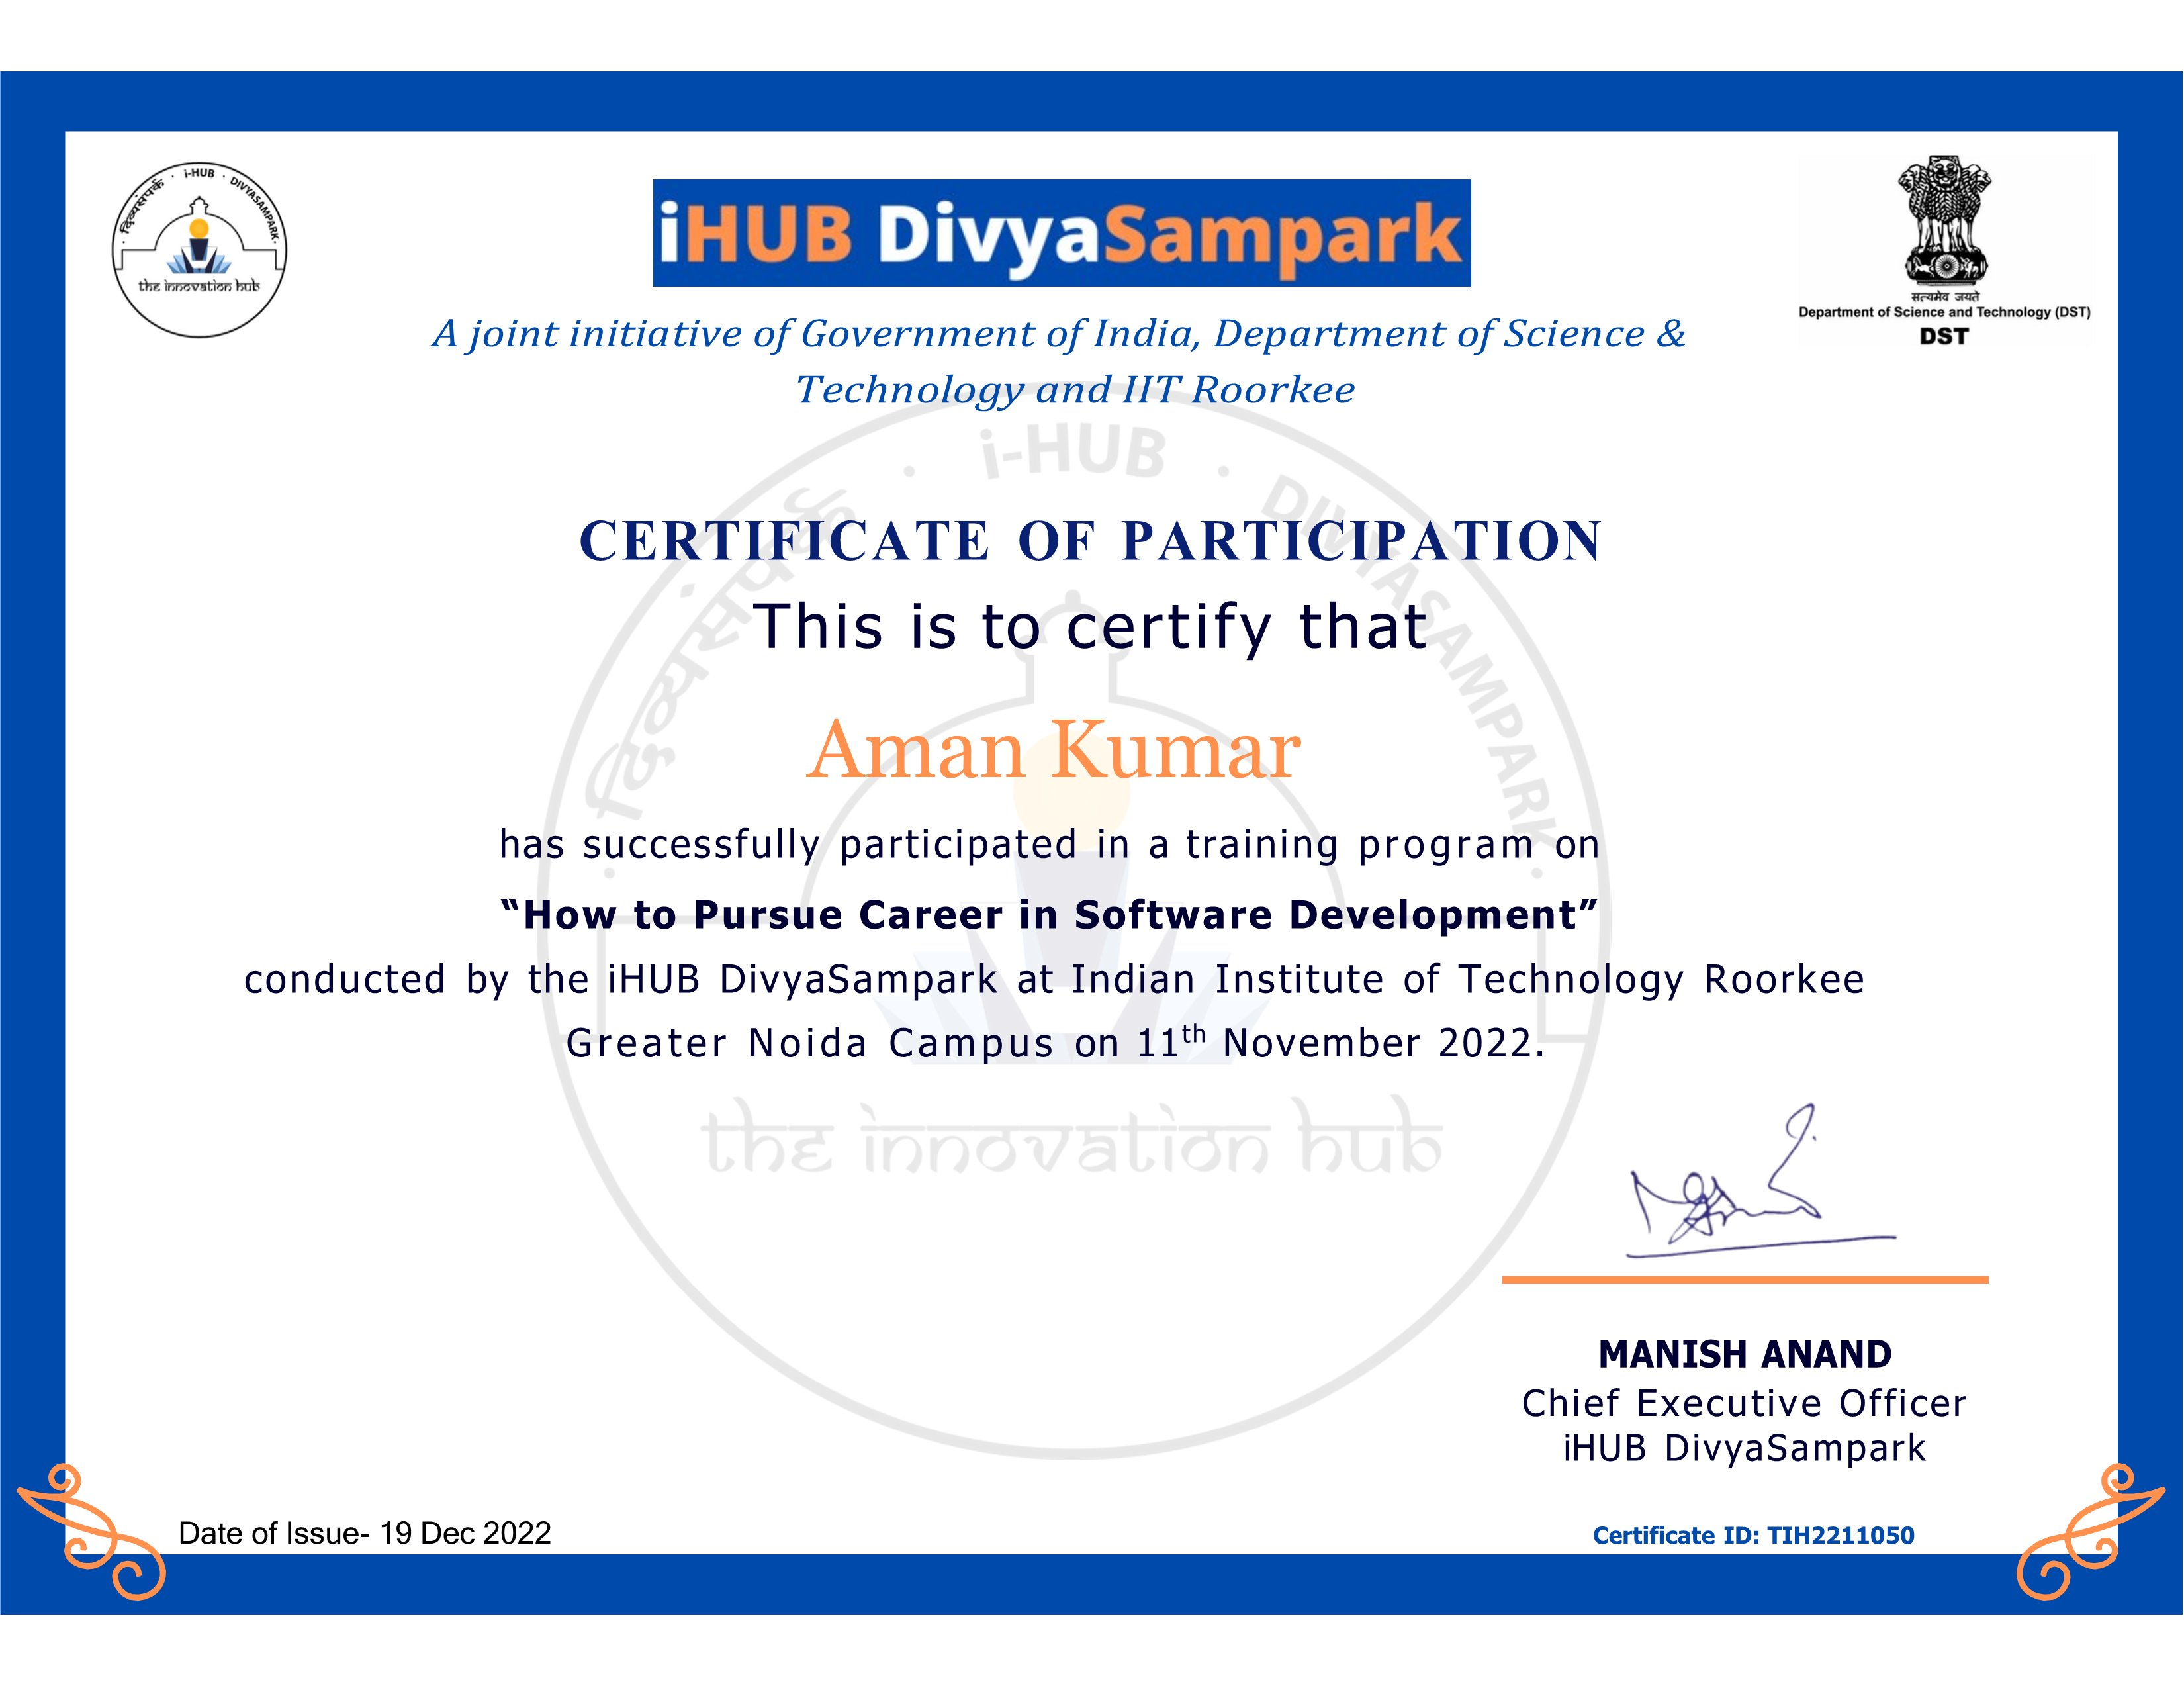 · दिव्यसंपर्क · i-HUB · DIVYASAMPARK ·
the innovation hub
iHUB DivyaSampark
सत्यमेव जयते
Department of Science and Technology (DST)
DST
A joint initiative of Government of India, Department of Science &
Technology and IIT Roorkee
· दिव्यसंपर्क · i-HUB · DIVYASAMPARK ·
CERTIFICATE OF PARTICIPATION
This is to certify that
Aman Kumar
has successfully participated in a training program on
“How to Pursue Career in Software Development”
conducted by the iHUB DivyaSampark at Indian Institute of Technology Roorkee
Greater Noida Campus on 11th November 2022.
the innovation hub
MANISH ANAND
Chief Executive Officer
iHUB DivyaSampark
Date of Issue- 19 Dec 2022
Certificate ID: TIH2211050